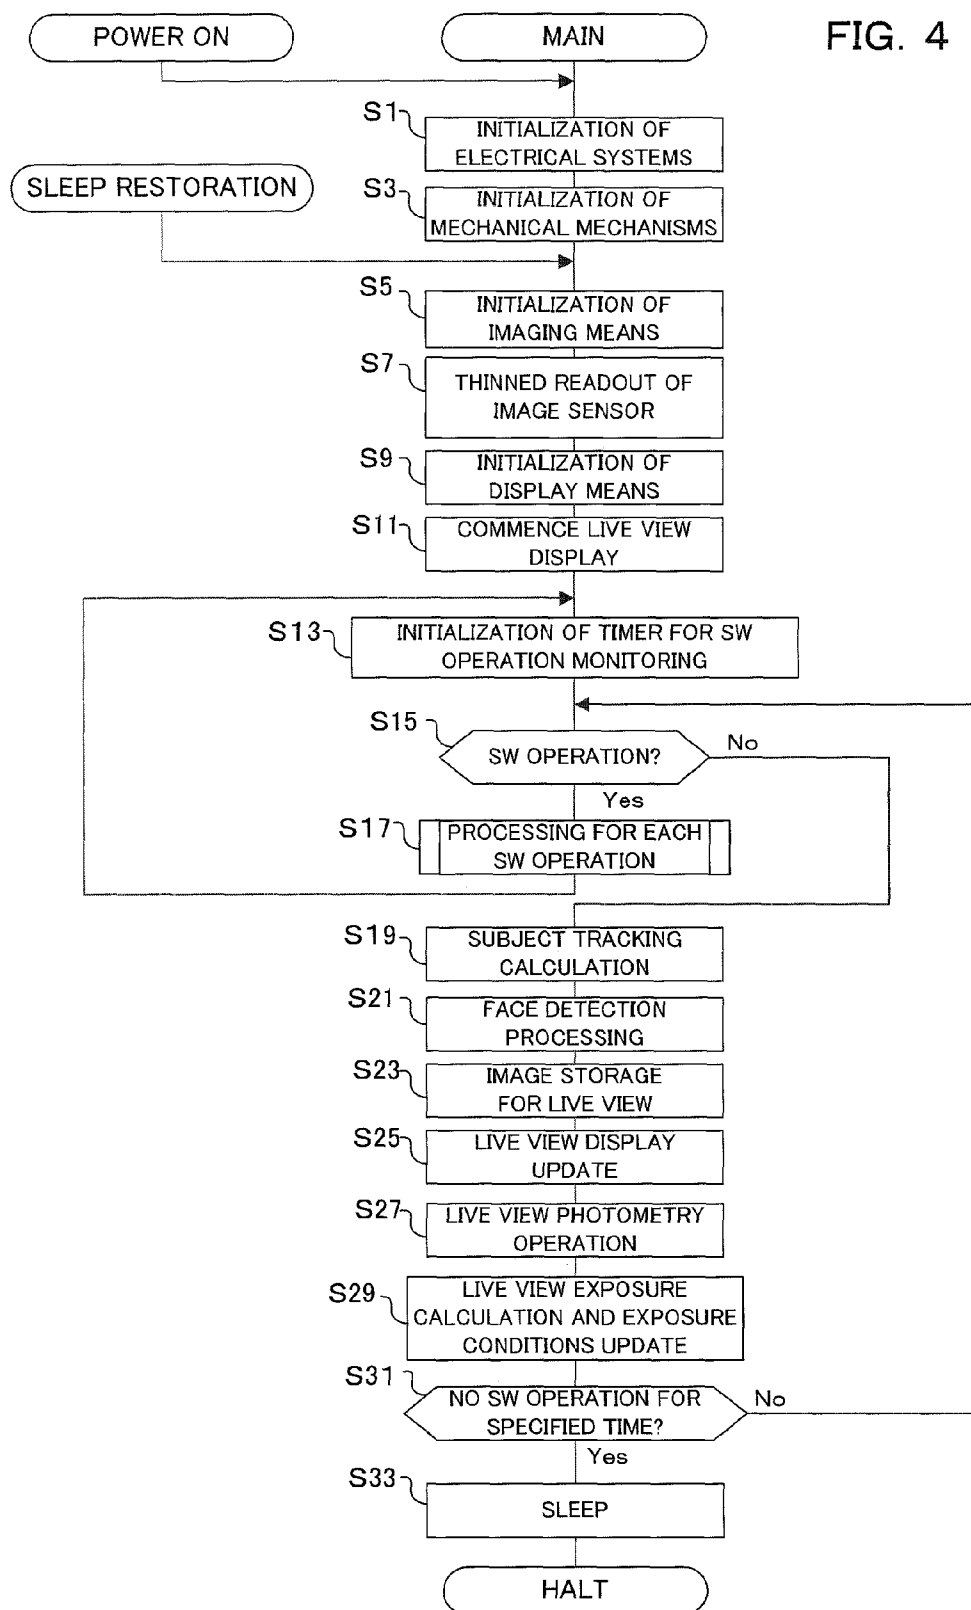 POWER ON
MAIN
FIG. 4
S1
INITIALIZATION OF
ELECTRICAL SYSTEMS
SLEEP RESTORATION
S3
INITIALIZATION OF
MECHANICAL MECHANISMS
S5
INITIALIZATION OF
IMAGING MEANS
S7
THINNED READOUT OF
IMAGE SENSOR
S9
INITIALIZATION OF
DISPLAY MEANS
S11
COMMENCE LIVE VIEW
DISPLAY
S13
INITIALIZATION OF TIMER FOR SW
OPERATION MONITORING
S15
SW OPERATION?
No
Yes
S17
PROCESSING FOR EACH
SW OPERATION
S19
SUBJECT TRACKING
CALCULATION
S21
FACE DETECTION
PROCESSING
S23
IMAGE STORAGE
FOR LIVE VIEW
S25
LIVE VIEW DISPLAY
UPDATE
S27
LIVE VIEW PHOTOMETRY
OPERATION
S29
LIVE VIEW EXPOSURE
CALCULATION AND EXPOSURE
CONDITIONS UPDATE
S31
NO SW OPERATION FOR
SPECIFIED TIME?
No
Yes
S33
SLEEP
HALT